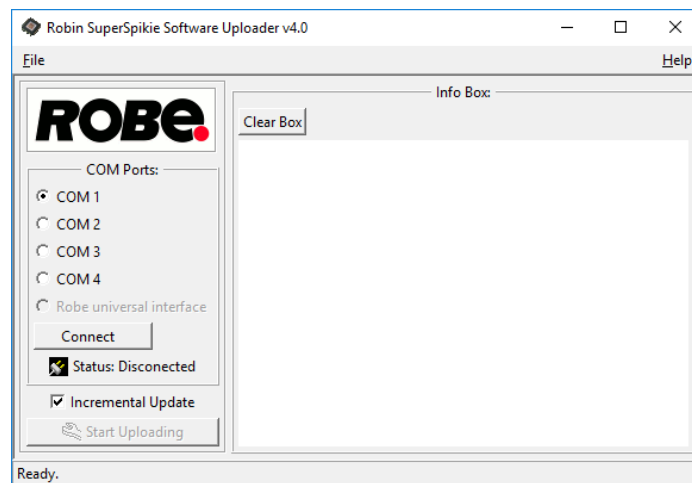 Robin SuperSpikie Software Uploader v4.0
File
Help
ROBE
COM Ports:
COM 1
COM 2
COM 3
COM 4
Robe universal interface
Connect
Status: Disconected
Incremental Update
Start Uploading
Info Box:
Clear Box
Ready.